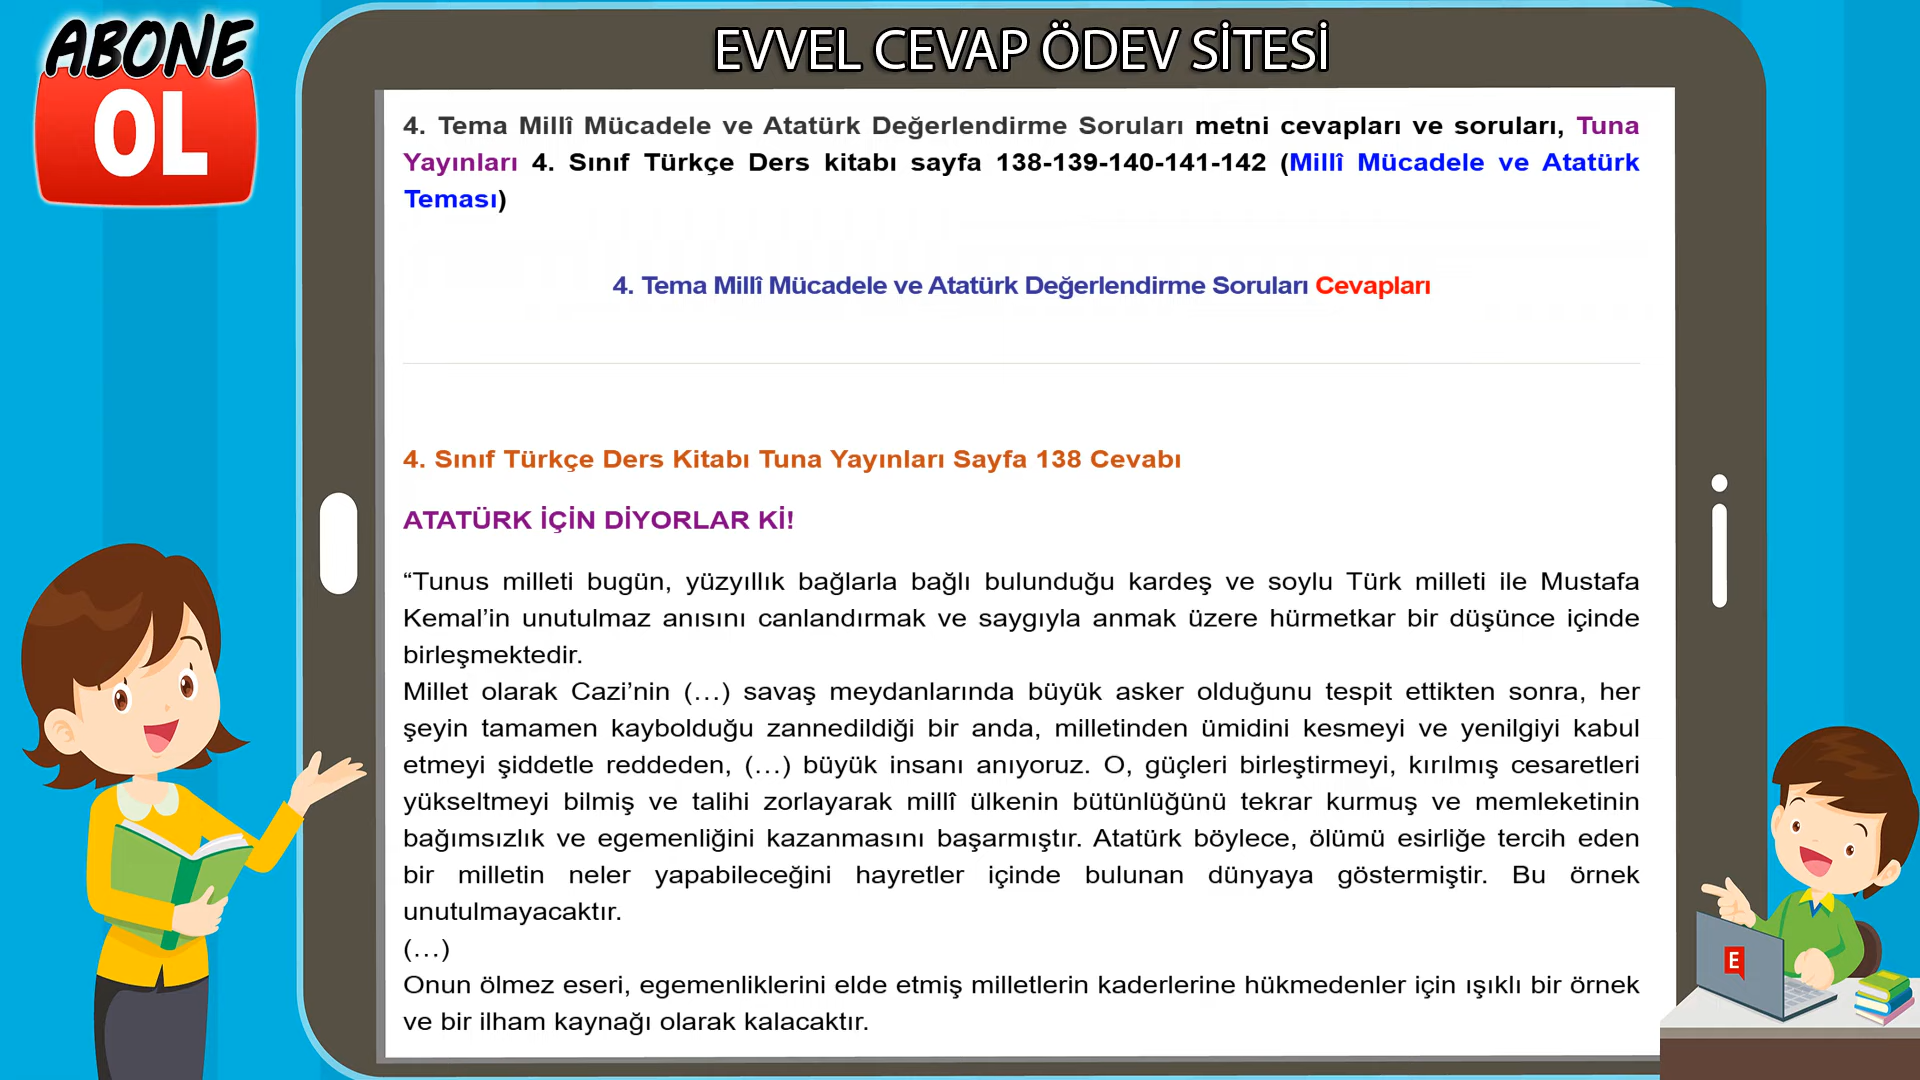 ABONE
OL
EVVEL CEVAP ÖDEV SİTESİ
4. Tema Millî Mücadele ve Atatürk Değerlendirme Soruları metni cevapları ve soruları, Tuna
Yayınları 4. Sınıf Türkçe Ders kitabı sayfa 138-139-140-141-142 (Millî Mücadele ve Atatürk
Teması)
4. Tema Millî Mücadele ve Atatürk Değerlendirme Soruları Cevapları
4. Sınıf Türkçe Ders Kitabı Tuna Yayınları Sayfa 138 Cevabı
ATATÜRK İÇİN DİYORLAR Kİ!
“Tunus milleti bugün, yüzyıllık bağlarla bağlı bulunduğu kardeş ve soylu Türk milleti ile Mustafa
Kemal’in unutulmaz anısını canlandırmak ve saygıyla anmak üzere hürmetkar bir düşünce içinde
birleşmektedir.
Millet olarak Cazi’nin (…) savaş meydanlarında büyük asker olduğunu tespit ettikten sonra, her
şeyin tamamen kaybolduğu zannedildiği bir anda, milletinden ümidini kesmeyi ve yenilgiyi kabul
etmeyi şiddetle reddeden, (…) büyük insanı anıyoruz. O, güçleri birleştirmeyi, kırılmış cesaretleri
yükseltmeyi bilmiş ve talihi zorlayarak millî ülkenin bütünlüğünü tekrar kurmuş ve memleketinin
bağımsızlık ve egemenliğini kazanmasını başarmıştır. Atatürk böylece, ölümü esirliğe tercih eden
bir milletin neler yapabileceğini hayretler içinde bulunan dünyaya göstermiştir. Bu örnek
unutulmayacaktır.
(…)
Onun ölmez eseri, egemenliklerini elde etmiş milletlerin kaderlerine hükmedenler için ışıklı bir örnek
ve bir ilham kaynağı olarak kalacaktır.
E